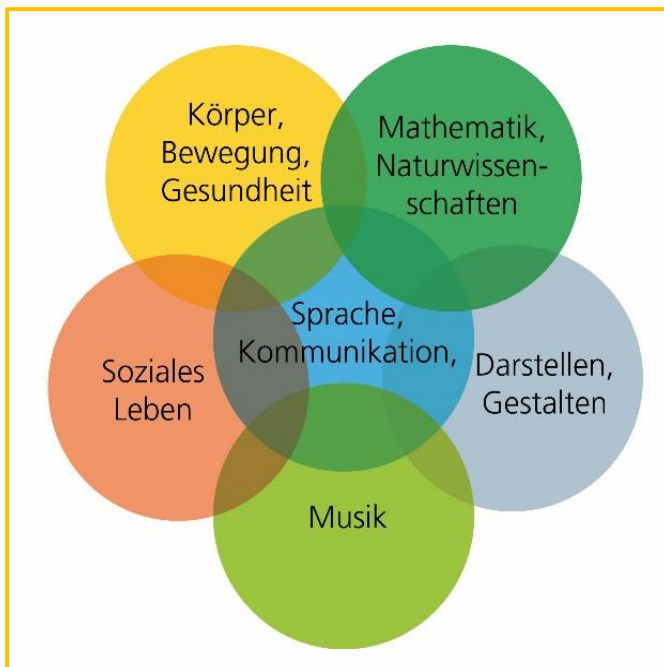 Körper,
Bewegung,
Gesundheit
Mathematik,
Naturwissen-
schaften
Sprache,
Kommunikation,
Soziales
Leben
Darstellen,
Gestalten
Musik